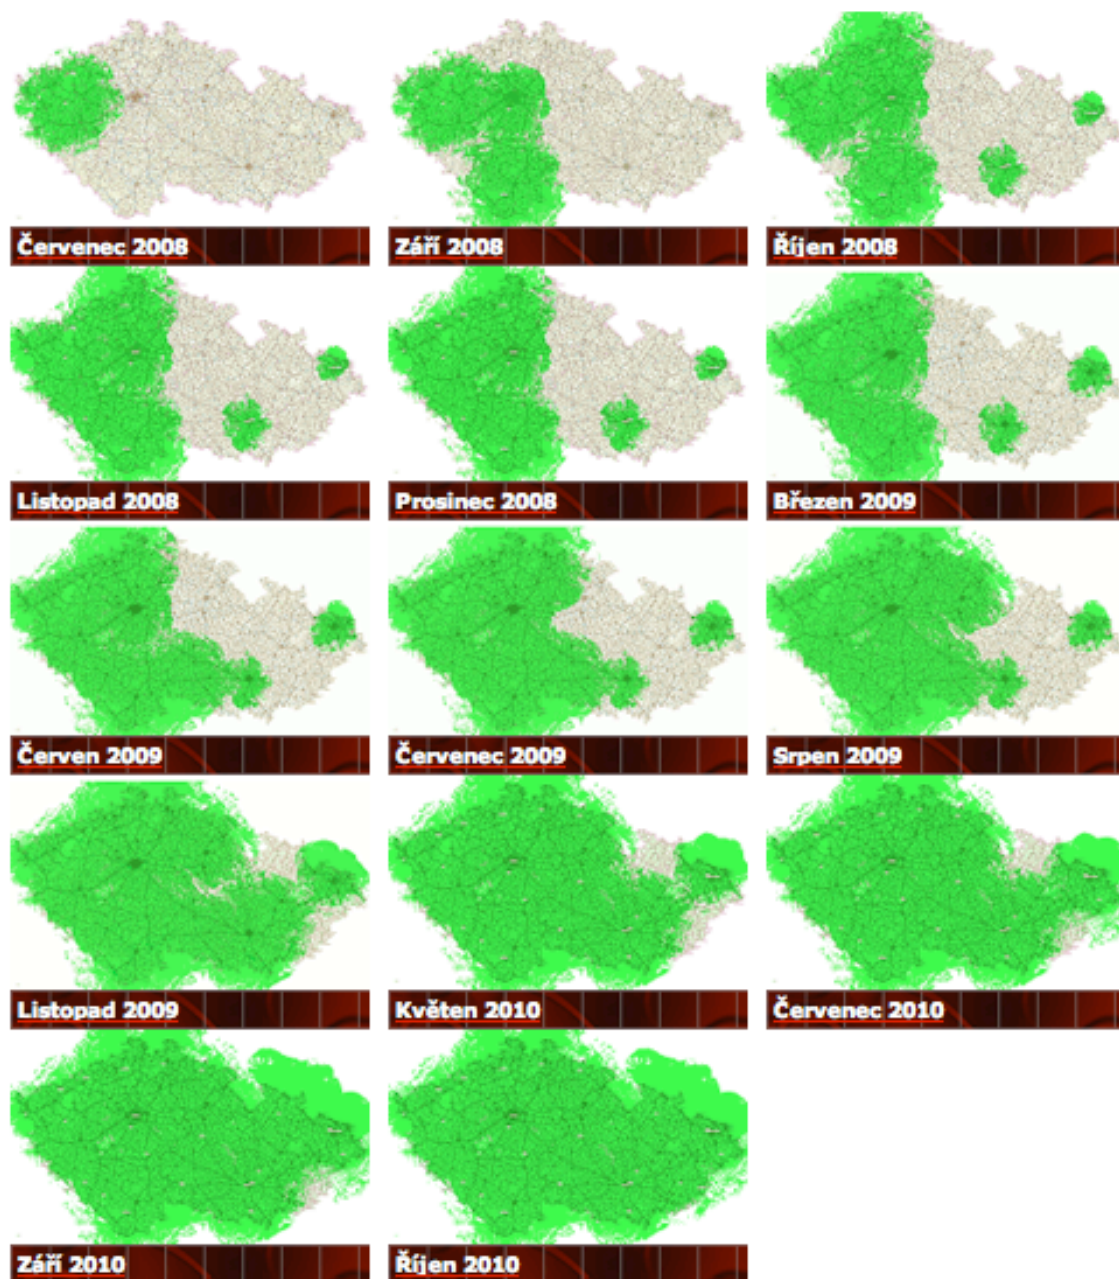 Červenec 2008
Září 2008
Říjen 2008
Listopad 2008
Prosinec 2008
Březen 2009
Červen 2009
Červenec 2009
Srpen 2009
Listopad 2009
Květen 2010
Červenec 2010
Září 2010
Říjen 2010